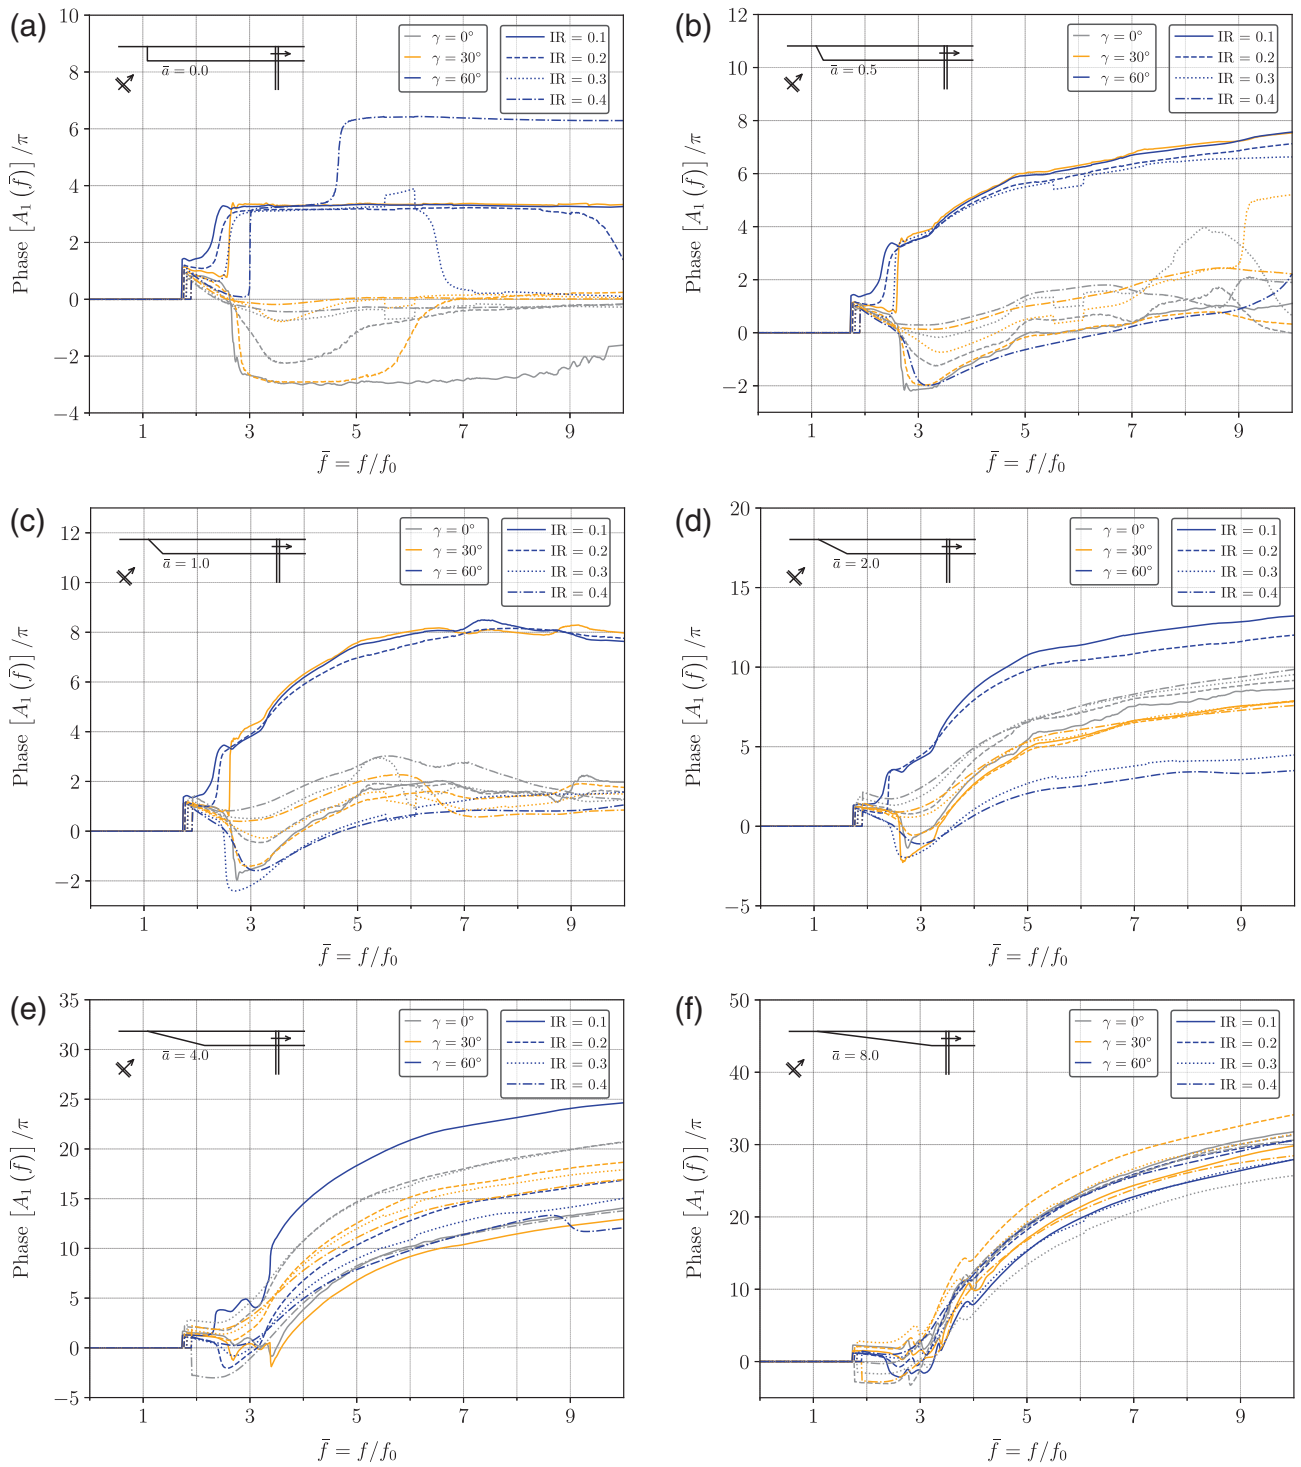 (a)
10
8
6
4
2
0
−2
−4
1
3
5
7
9
Phase [A₁ (f̄)] /π
f̄ = f/f₀
ā = 0.0
γ = 0°
γ = 30°
γ = 60°
IR = 0.1
IR = 0.2
IR = 0.3
IR = 0.4
(b)
12
10
8
6
4
2
0
−2
1
3
5
7
9
Phase [A₁ (f̄)] /π
f̄ = f/f₀
ā = 0.5
γ = 0°
γ = 30°
γ = 60°
IR = 0.1
IR = 0.2
IR = 0.3
IR = 0.4
(c)
12
10
8
6
4
2
0
−2
1
3
5
7
9
Phase [A₁ (f̄)] /π
f̄ = f/f₀
ā = 1.0
γ = 0°
γ = 30°
γ = 60°
IR = 0.1
IR = 0.2
IR = 0.3
IR = 0.4
(d)
20
15
10
5
0
−5
1
3
5
7
9
Phase [A₁ (f̄)] /π
f̄ = f/f₀
ā = 2.0
γ = 0°
γ = 30°
γ = 60°
IR = 0.1
IR = 0.2
IR = 0.3
IR = 0.4
(e)
35
30
25
20
15
10
5
0
−5
1
3
5
7
9
Phase [A₁ (f̄)] /π
f̄ = f/f₀
ā = 4.0
γ = 0°
γ = 30°
γ = 60°
IR = 0.1
IR = 0.2
IR = 0.3
IR = 0.4
(f)
50
40
30
20
10
0
1
3
5
7
9
Phase [A₁ (f̄)] /π
f̄ = f/f₀
ā = 8.0
γ = 0°
γ = 30°
γ = 60°
IR = 0.1
IR = 0.2
IR = 0.3
IR = 0.4